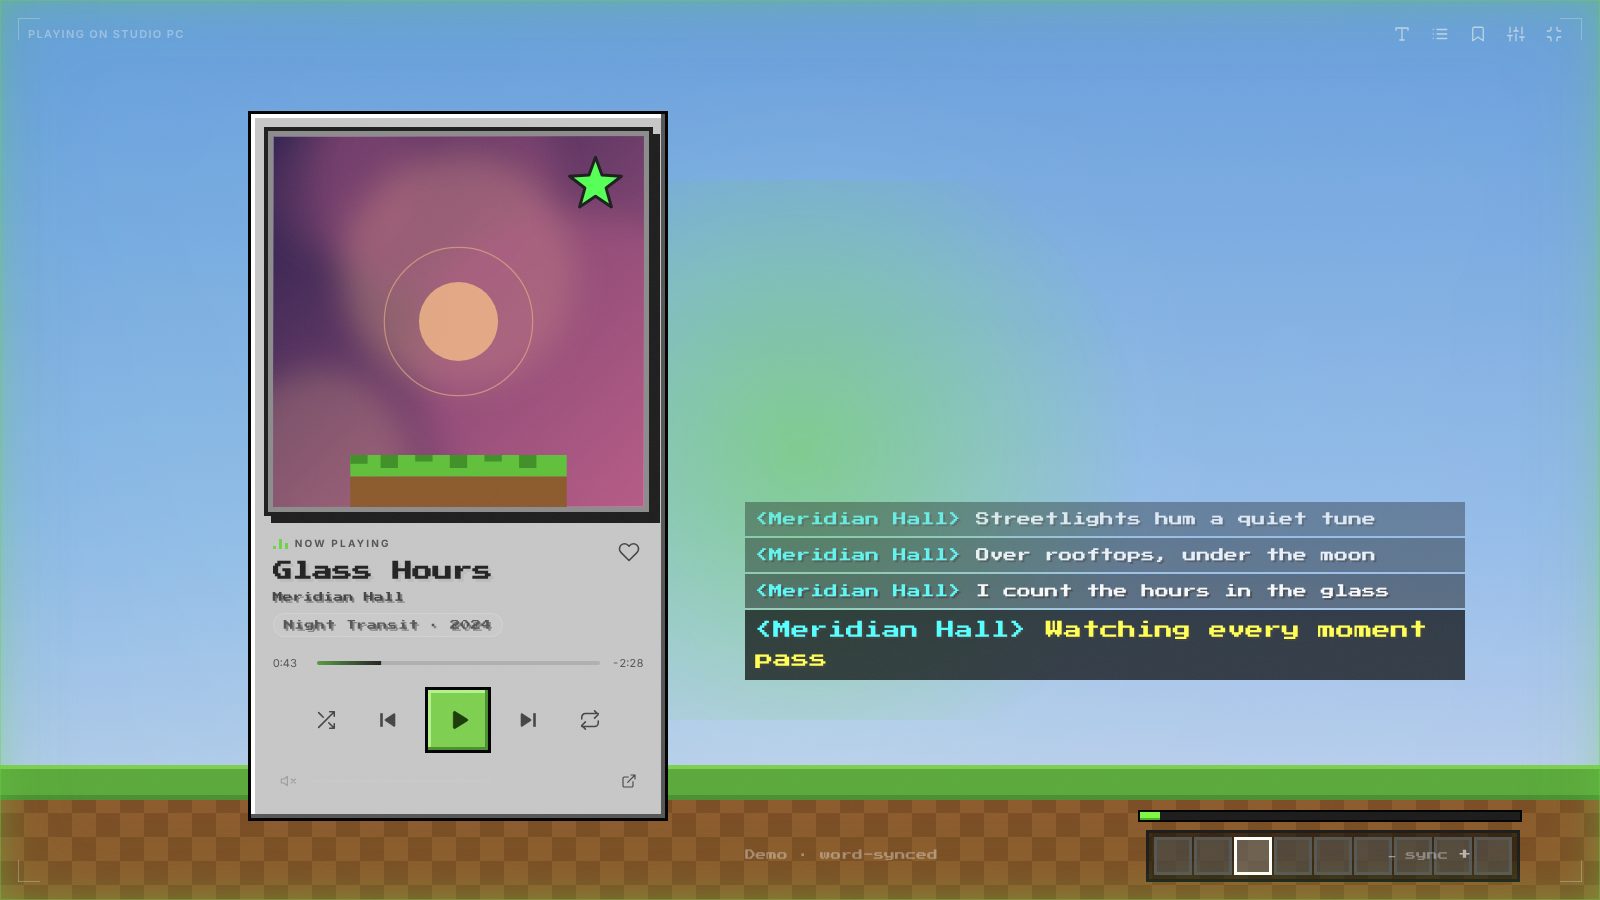 PLAYING ON STUDIO PC
NOW PLAYING
Glass Hours
Meridian Hall
Night Transit · 2024
0:43
-2:28
<Meridian Hall> Streetlights hum a quiet tune
<Meridian Hall> Over rooftops, under the moon
<Meridian Hall> I count the hours in the glass
<Meridian Hall> Watching every moment
pass
Demo · word-synced
- sync +